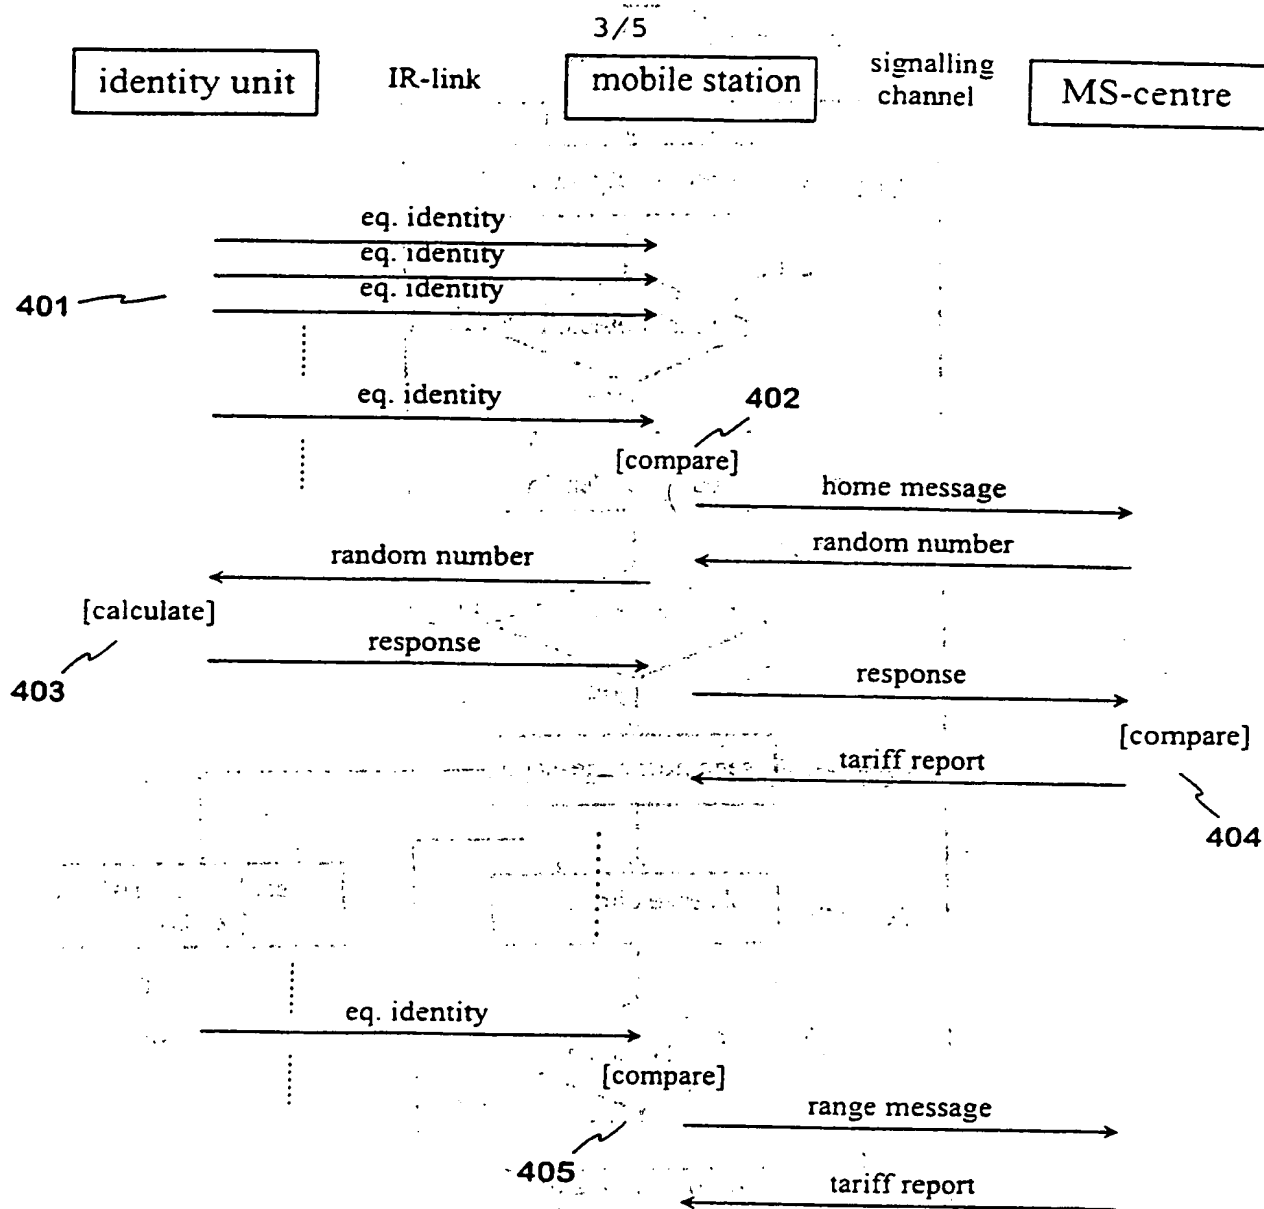 3/5
identity unit
IR-link
mobile station
signalling
channel
MS-centre
eq. identity
eq. identity
eq. identity
401
eq. identity
402
[compare]
home message
random number
random number
[calculate]
response
403
response
[compare]
tariff report
404
eq. identity
[compare]
range message
405
tariff report